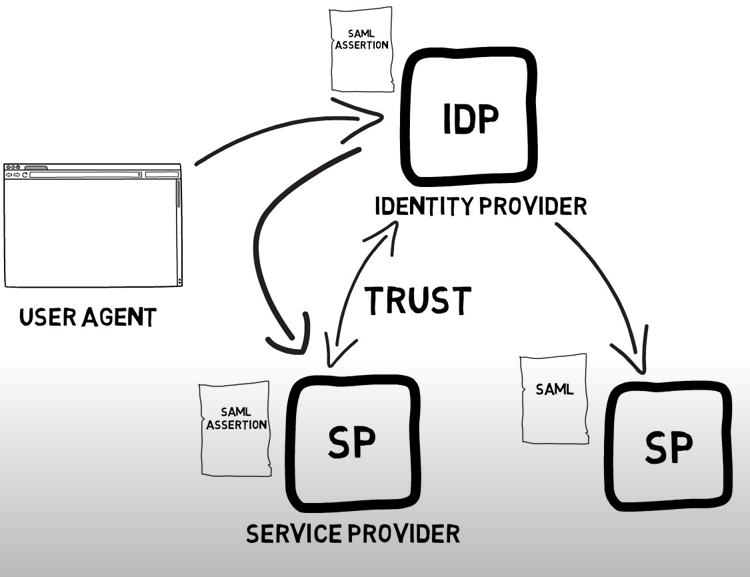 SAML
ASSERTION
IDP
IDENTITY PROVIDER
USER AGENT
TRUST
SAML
ASSERTION
SP
SERVICE PROVIDER
SAML
SP